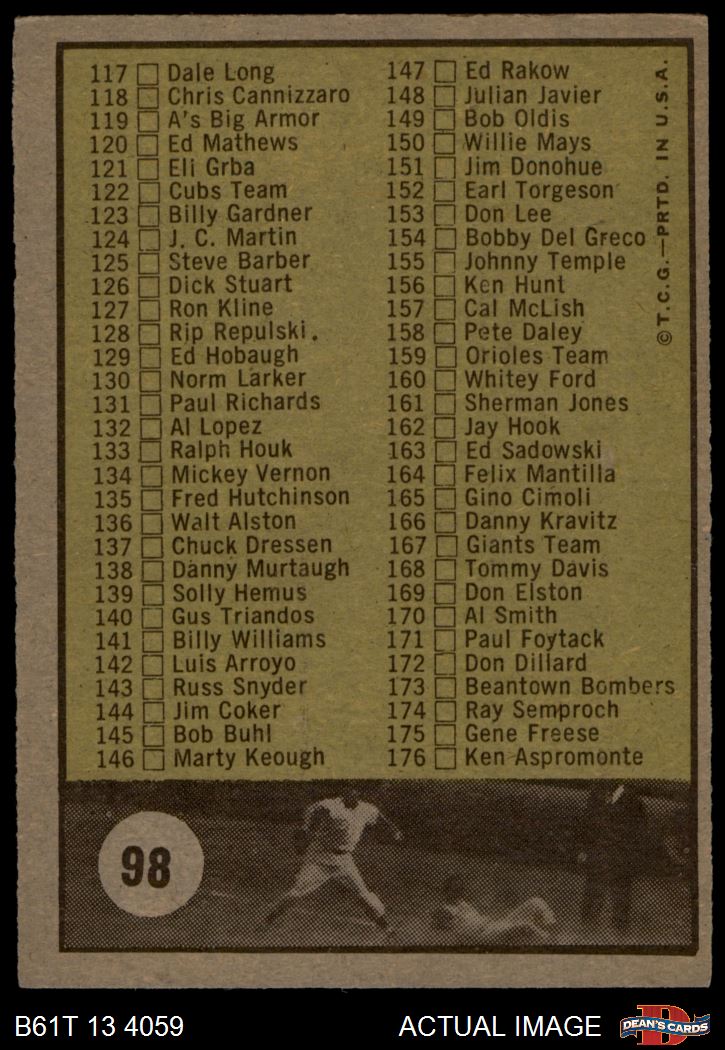 117 Dale Long
118 Chris Cannizzaro
119 A's Big Armor
120 Ed Mathews
121 Eli Grba
122 Cubs Team
123 Billy Gardner
124 J. C. Martin
125 Steve Barber
126 Dick Stuart
127 Ron Kline
128 Rip Repulski.
129 Ed Hobaugh
130 Norm Larker
131 Paul Richards
132 Al Lopez
133 Ralph Houk
134 Mickey Vernon
135 Fred Hutchinson
136 Walt Alston
137 Chuck Dressen
138 Danny Murtaugh
139 Solly Hemus
140 Gus Triandos
141 Billy Williams
142 Luis Arroyo
143 Russ Snyder
144 Jim Coker
145 Bob Buhl
146 Marty Keough
147 Ed Rakow
148 Julian Javier
149 Bob Oldis
150 Willie Mays
151 Jim Donohue
152 Earl Torgeson
153 Don Lee
154 Bobby Del Greco
155 Johnny Temple
156 Ken Hunt
157 Cal McLish
158 Pete Daley
159 Orioles Team
160 Whitey Ford
161 Sherman Jones
162 Jay Hook
163 Ed Sadowski
164 Felix Mantilla
165 Gino Cimoli
166 Danny Kravitz
167 Giants Team
168 Tommy Davis
169 Don Elston
170 Al Smith
171 Paul Foytack
172 Don Dillard
173 Beantown Bombers
174 Ray Semproch
175 Gene Freese
176 Ken Aspromonte
© T.C.G.—PRTD. IN U.S.A.
98
B61T 13 4059
ACTUAL IMAGE
D
DEAN'S CARDS